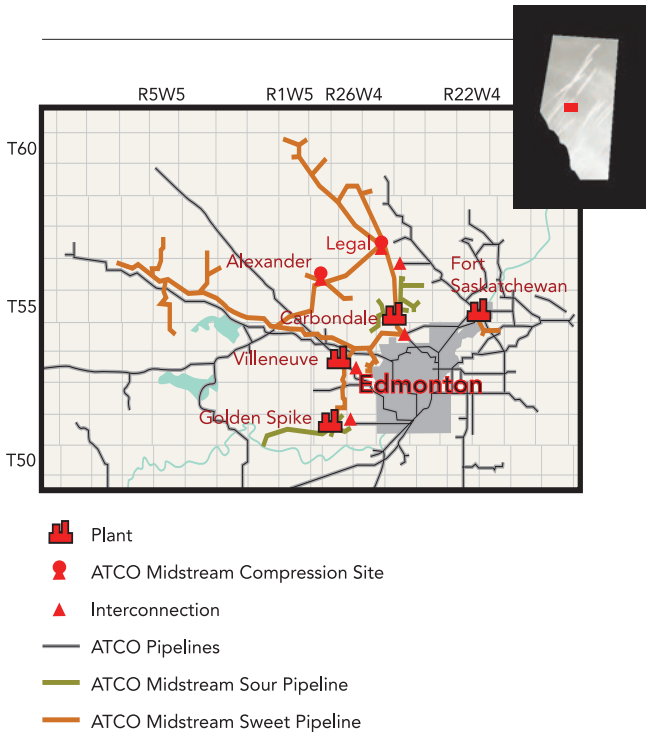 R5W5 R1W5 R26W4 R22W4
T60
Legal
Alexander
Fort
Saskatchewan
T55
Carbondale
Villeneuve
Edmonton
Golden Spike
T50
Plant
ATCO Midstream Compression Site
Interconnection
ATCO Pipelines
ATCO Midstream Sour Pipeline
ATCO Midstream Sweet Pipeline